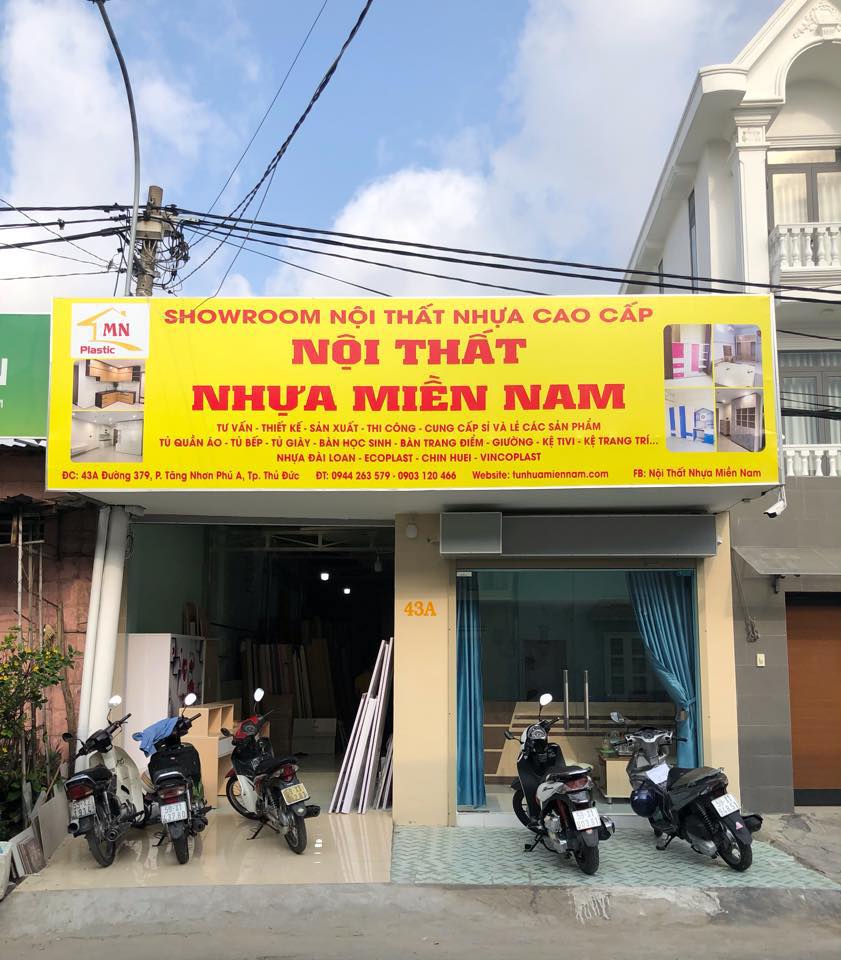 MN
Plastic
SHOWROOM NỘI THẤT NHỰA CAO CẤP
NỘI THẤT
NHỰA MIỀN NAM
TƯ VẤN - THIẾT KẾ - SẢN XUẤT - THI CÔNG - CUNG CẤP SỈ VÀ LẺ CÁC SẢN PHẨM
TỦ QUẦN ÁO - TỦ BẾP - TỦ GIÀY - BÀN HỌC SINH - BÀN TRANG ĐIỂM - GIƯỜNG - KỆ TIVI - KỆ TRANG TRÍ...
NHỰA ĐÀI LOAN - ECOPLAST - CHIN HUEI - VINCOPLAST
ĐC: 43A Đường 379, P. Tăng Nhơn Phú A, Tp. Thủ Đức ĐT: 0944 263 579 - 0903 120 466 Website: tunhuamiennam.com FB: Nội Thất Nhựa Miền Nam
43A